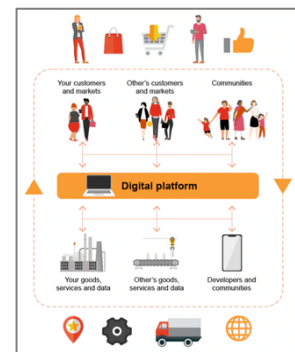 Your customers
and markets
Other's customers
and markets
Communities
Digital platform
Your goods,
services and data
Other's goods,
services and data
Developers and
communities